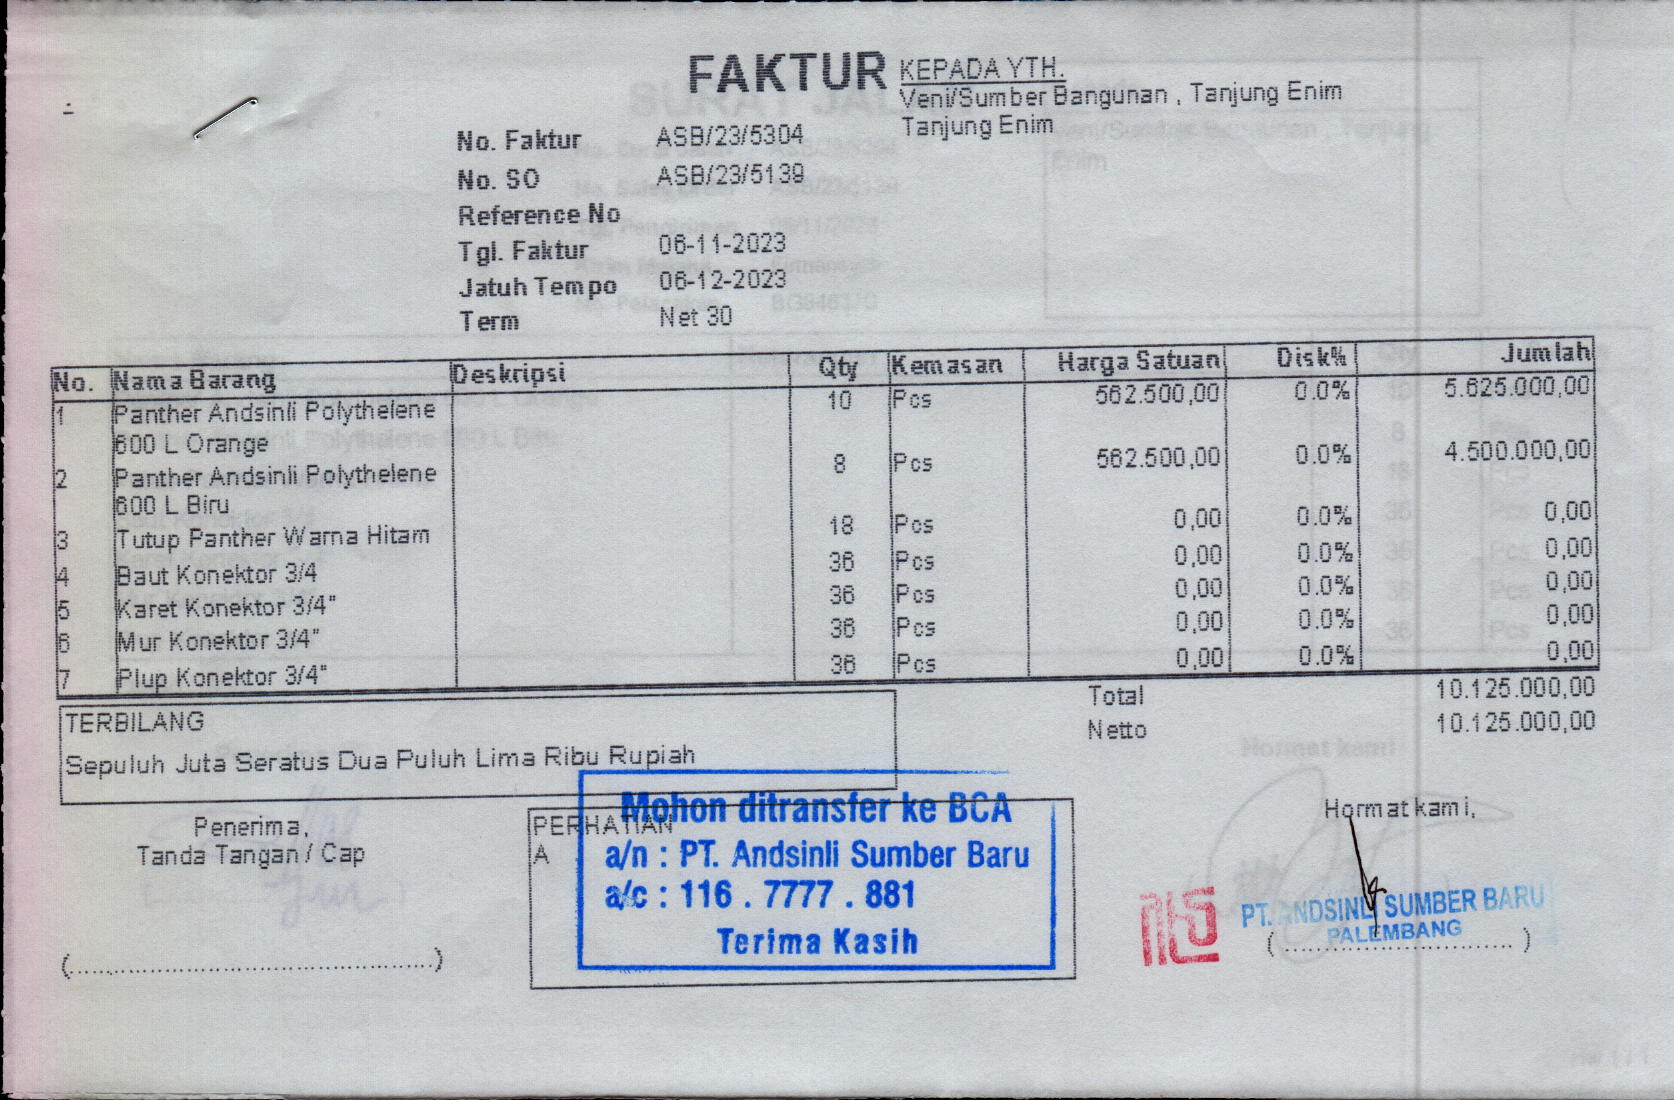 FAKTUR
KEPADA YTH.
Veni/Sumber Bangunan , Tanjung Enim
Tanjung Enim
No. Faktur ASB/23/5304
No. SO ASB/23/5139
Reference No
Tgl. Faktur 06-11-2023
Jatuh Tempo 06-12-2023
Term Net 30
No. Nama Barang Deskripsi Qty Kemasan Harga Satuan Disk% Jumlah
1 Panther Andsinli Polythelene 10 Pcs 562.500,00 0.0% 5.625.000,00
600 L Orange
2 Panther Andsinli Polythelene 8 Pcs 562.500,00 0.0% 4.500.000,00
600 L Biru
3 Tutup Panther Warna Hitam 18 Pcs 0,00 0.0% 0,00
4 Baut Konektor 3/4 36 Pcs 0,00 0.0% 0,00
5 Karet Konektor 3/4" 36 Pcs 0,00 0.0% 0,00
6 Mur Konektor 3/4" 36 Pcs 0,00 0.0% 0,00
7 Plup Konektor 3/4" 36 Pcs 0,00 0.0% 0,00
Total 10.125.000,00
Netto 10.125.000,00
TERBILANG
Sepuluh Juta Seratus Dua Puluh Lima Ribu Rupiah
Penerima,
Tanda Tangan / Cap
(..................................................)
PERHATIAN
A
Mohon ditransfer ke BCA
a/n : PT. Andsinli Sumber Baru
a/c : 116 . 7777 . 881
Terima Kasih
Hormat kami,
PT. ANDSINLI SUMBER BARU
PALEMBANG
(................................)